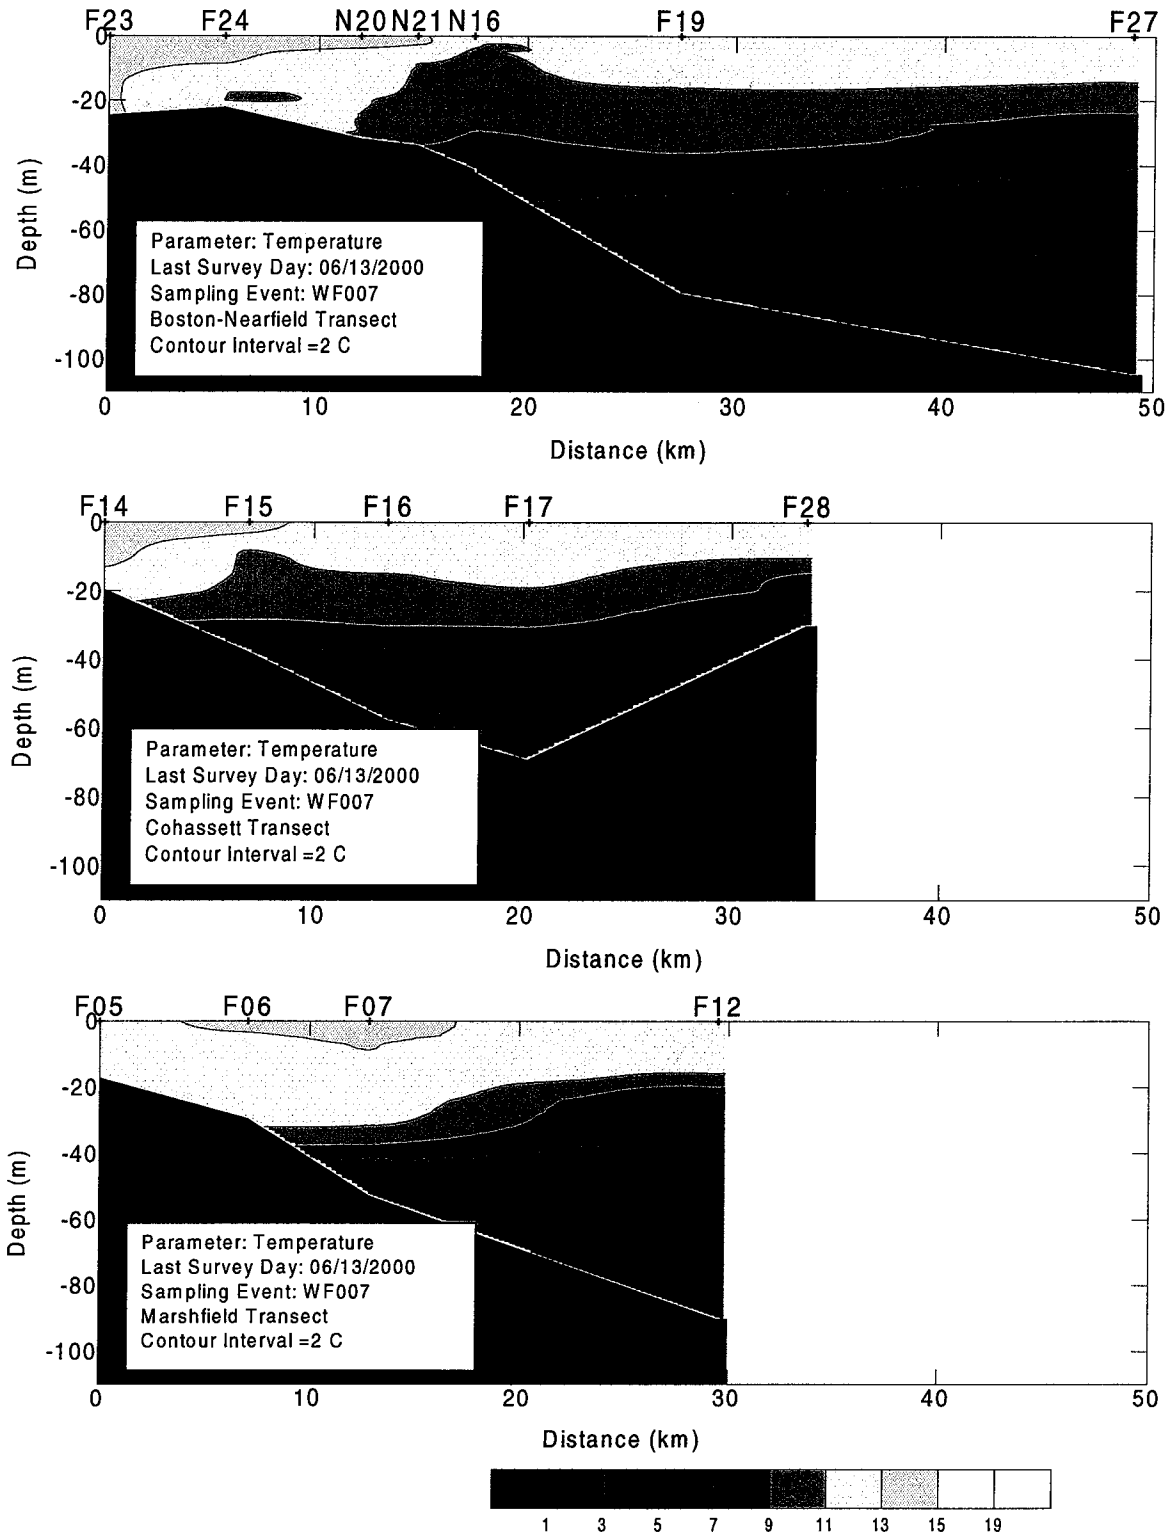 F23 F24 N20 N21 N16 F19 F27
0
-20
-40
-60
-80
-100
Depth (m)
Parameter: Temperature
Last Survey Day: 06/13/2000
Sampling Event: WF007
Boston-Nearfield Transect
Contour Interval =2 C
0 10 20 30 40 50
Distance (km)
F14 F15 F16 F17 F28
0
-20
-40
-60
-80
-100
Depth (m)
Parameter: Temperature
Last Survey Day: 06/13/2000
Sampling Event: WF007
Cohassett Transect
Contour Interval =2 C
0 10 20 30 40 50
Distance (km)
F05 F06 F07 F12
0
-20
-40
-60
-80
-100
Depth (m)
Parameter: Temperature
Last Survey Day: 06/13/2000
Sampling Event: WF007
Marshfield Transect
Contour Interval =2 C
0 10 20 30 40 50
Distance (km)
1 3 5 7 9 11 13 15 19